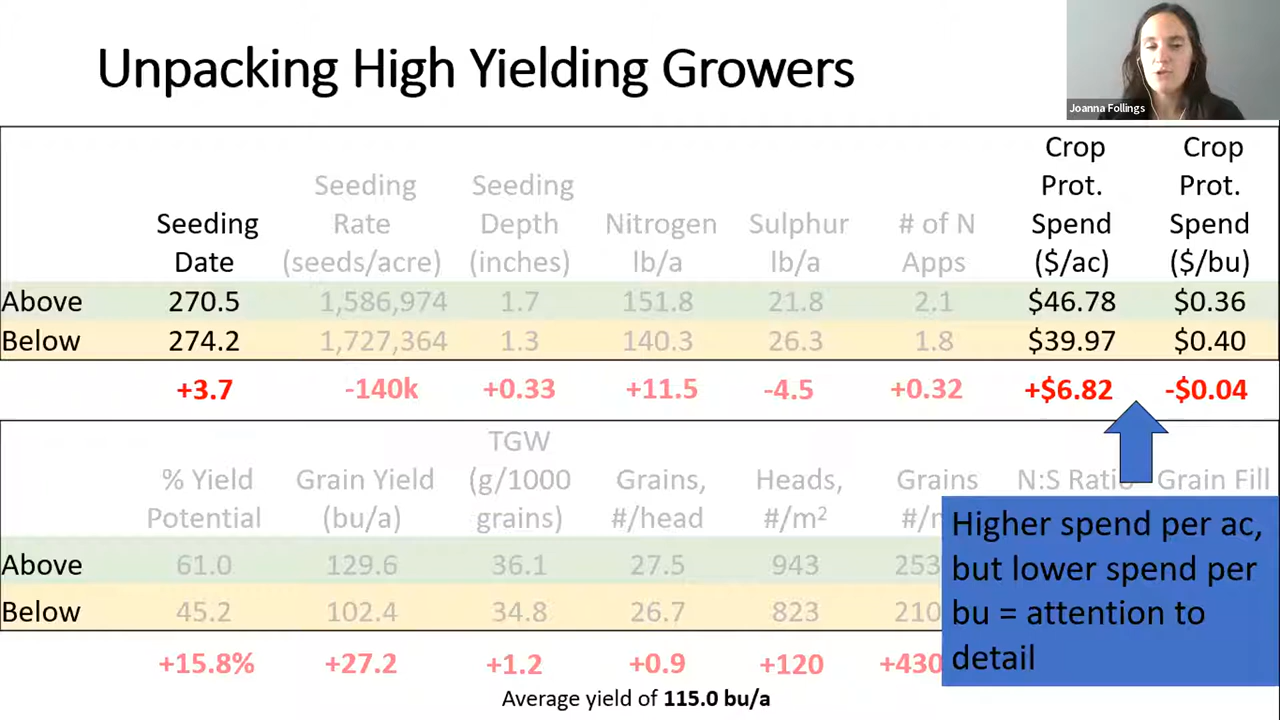 Unpacking High Yielding Growers
Joanna Follings
Seeding Date Seeding Rate (seeds/acre) Seeding Depth (inches) Nitrogen lb/a Sulphur lb/a # of N Apps Crop Prot. Spend ($/ac) Crop Prot. Spend ($/bu)
Above 270.5 1,586,974 1.7 151.8 21.8 2.1 $46.78 $0.36
Below 274.2 1,727,364 1.3 140.3 26.3 1.8 $39.97 $0.40
+3.7 -140k +0.33 +11.5 -4.5 +0.32 +$6.82 -$0.04
% Yield Potential Grain Yield (bu/a) TGW (g/1000 grains) Grains, #/head Heads, #/m² Grains N:S Ratio Grain Fill
Above 61.0 129.6 36.1 27.5 943
Below 45.2 102.4 34.8 26.7 823
+15.8% +27.2 +1.2 +0.9 +120
Higher spend per ac,
but lower spend per
bu = attention to
detail
Average yield of 115.0 bu/a